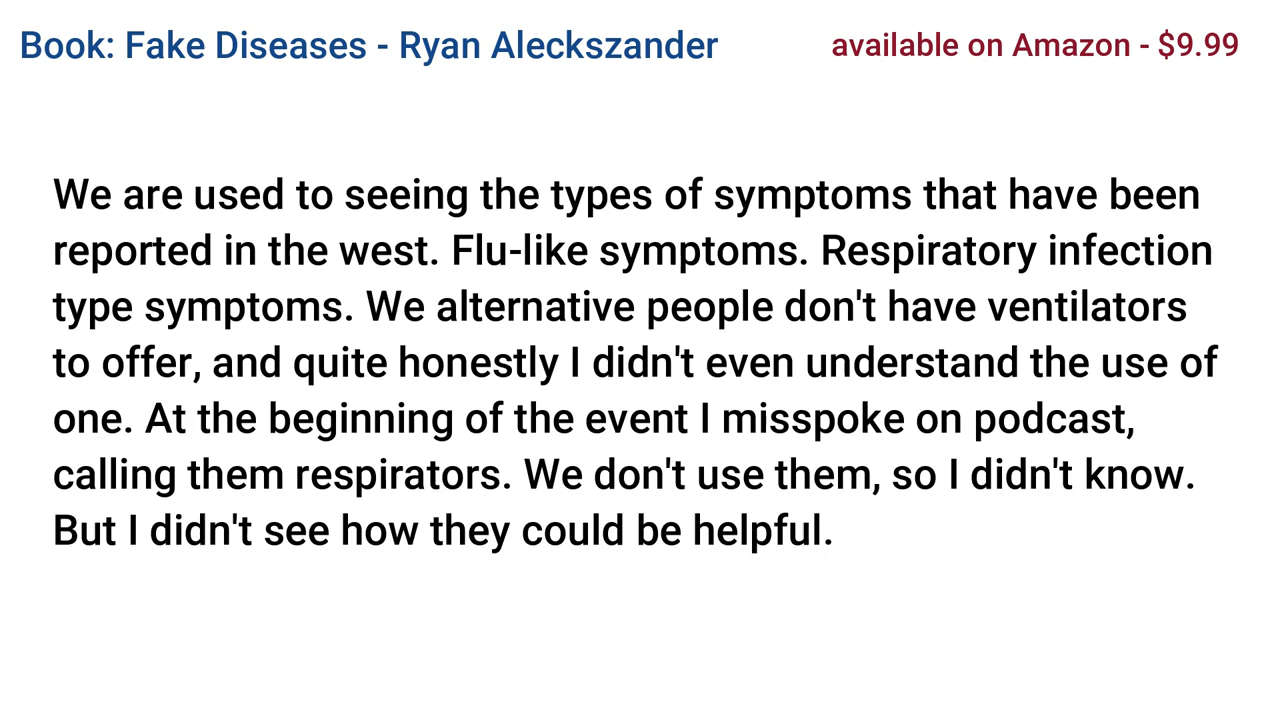 Book: Fake Diseases - Ryan Aleckszander
available on Amazon - $9.99
We are used to seeing the types of symptoms that have been
reported in the west. Flu-like symptoms. Respiratory infection
type symptoms. We alternative people don't have ventilators
to offer, and quite honestly I didn't even understand the use of
one. At the beginning of the event I misspoke on podcast,
calling them respirators. We don't use them, so I didn't know.
But I didn't see how they could be helpful.